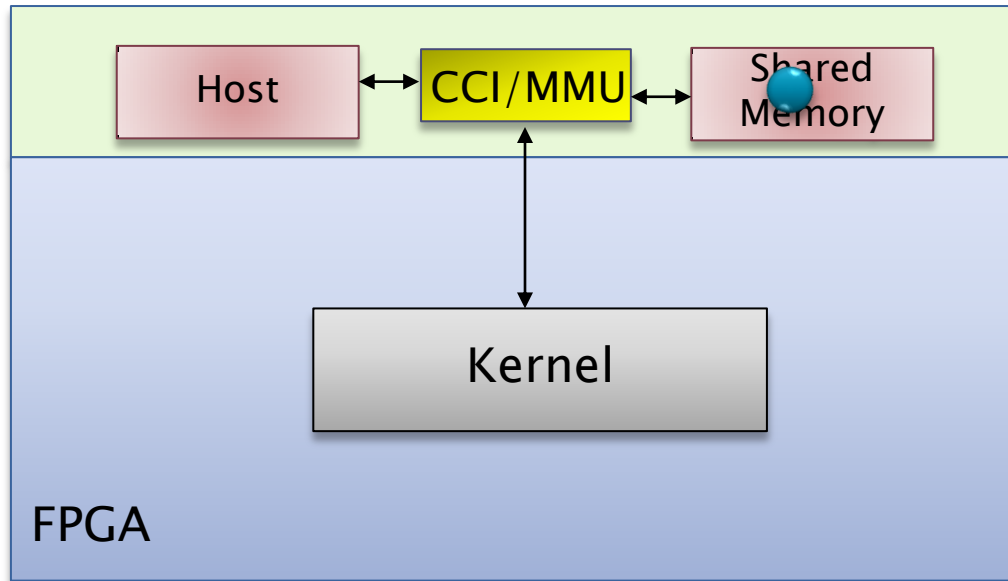 Host
CCI/MMU
Shared
Memory
Kernel
FPGA